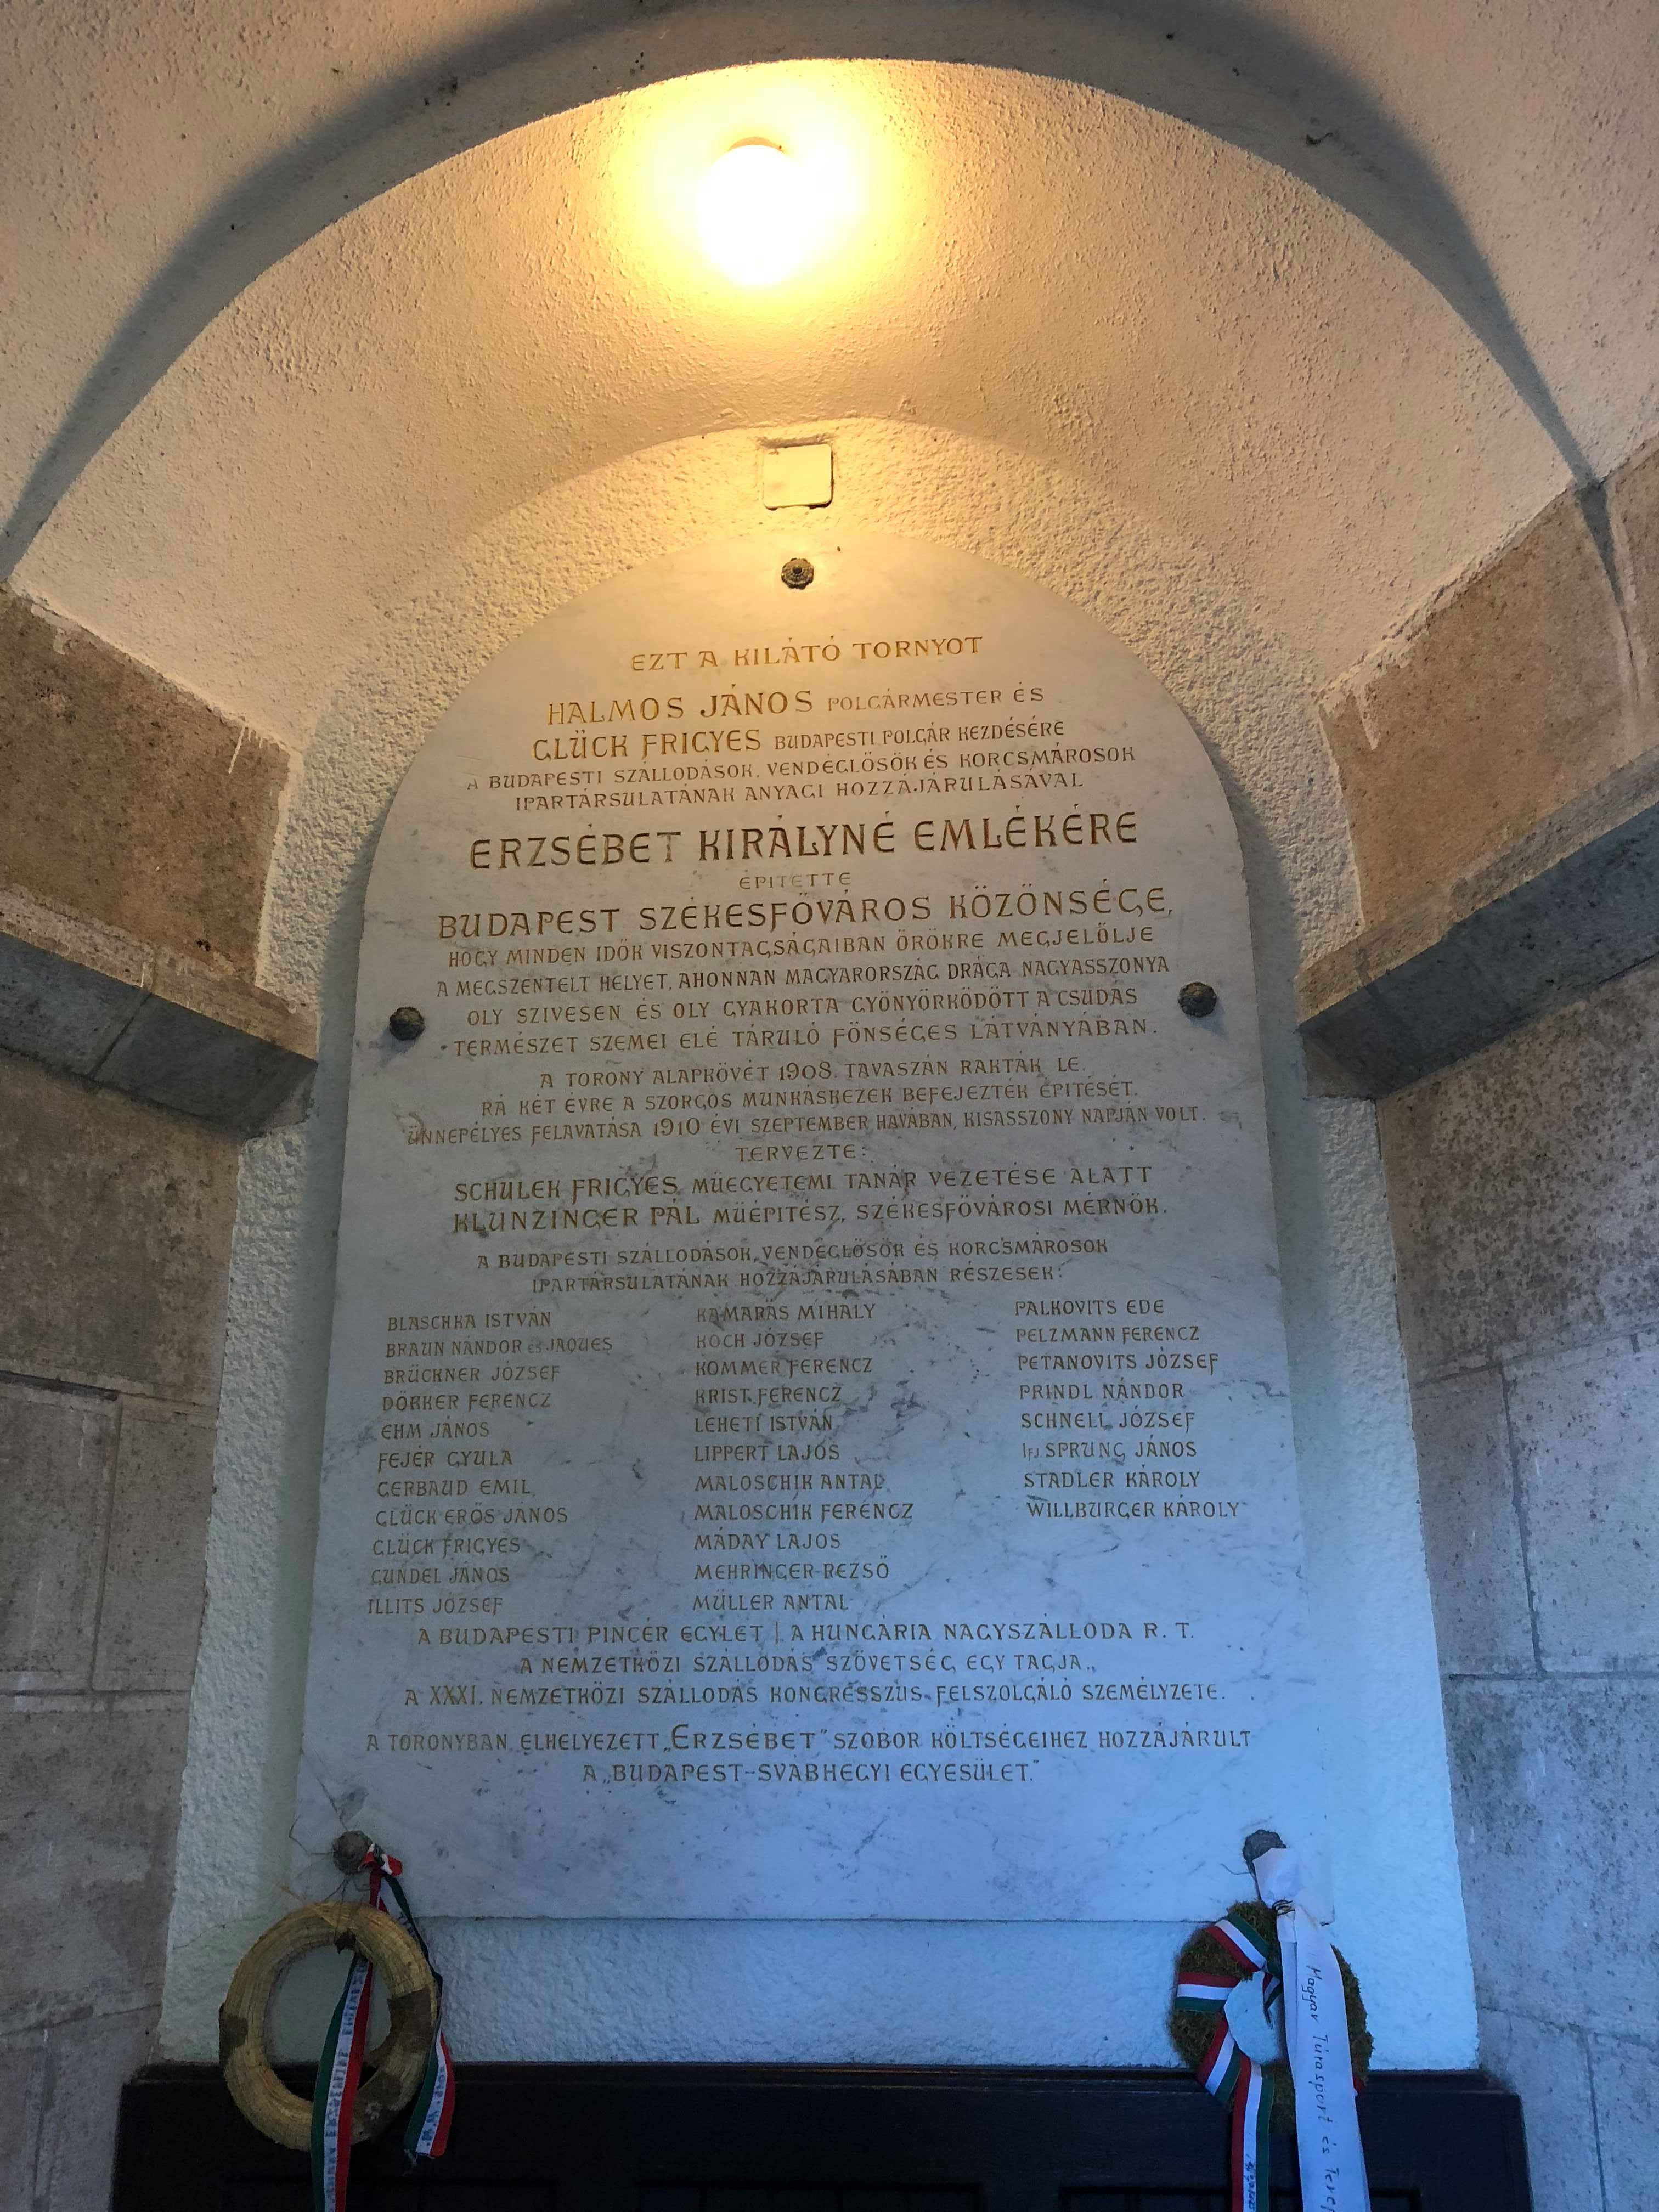 EZT A KILÁTÓ TORNYOT
HALMOS JÁNOS POLGÁRMESTER ÉS
GLÜCK FRIGYES BUDAPESTI POLGÁR KEZDÉSÉRE
A BUDAPESTI SZÁLLODÁSOK, VENDÉGLŐSÖK ÉS KORCSMÁROSOK
IPARTÁRSULATÁNAK ANYAGI HOZZÁJÁRULÁSÁVAL
ERZSÉBET KIRÁLYNÉ EMLÉKÉRE
ÉPITETTE
BUDAPEST SZÉKESFŐVÁROS KÖZÖNSÉGE,
HOGY MINDEN IDŐK VISZONTAGSÁGAIBAN ÖRÖKRE MEGJELÖLJE
A MEGSZENTELT HELYET, AHONNAN MAGYARORSZÁG DRÁGA NAGYASSZONYA
OLY SZIVESEN ÉS OLY GYAKORTA GYÖNYÖRKÖDÖTT A CSUDÁS
TERMÉSZET SZEMEI ELÉ TÁRULÓ FÖNSÉGES LÁTVÁNYÁBAN.
A TORONY ALAPKÖVÉT 1908. TAVASZÁN RAKTÁK LE.
RÁ KÉT ÉVRE A SZORGOS MUNKÁSKEZEK BEFEJEZTÉK ÉPITÉSÉT.
ÜNNEPÉLYES FELAVATÁSA 1910 ÉVI SZEPTEMBER HAVÁBAN, KISASSZONY NAPJÁN VOLT.
TERVEZTE:
SCHULEK FRIGYES MÜEGYETEMI TANÁR VEZETÉSE ALATT
KLUNZINGER PÁL MÜÉPITÉSZ, SZÉKESFŐVÁROSI MÉRNÖK.
A BUDAPESTI SZÁLLODÁSOK, VENDÉGLŐSÖK ÉS KORCSMÁROSOK
IPARTÁRSULATÁNAK HOZZÁJÁRULÁSÁBAN RÉSZESEK:
BLASCHKA ISTVÁN
BRAUN NÁNDOR ÉS JAQUES
BRÜCKNER JÓZSEF
DÖRKER FERENCZ
EHM JÁNOS
FEJÉR GYULA
GERBAUD EMIL
GLÜCK ERŐS JÁNOS
GLÜCK FRIGYES
GUNDEL JÁNOS
ILLITS JÓZSEF
KAMARÁS MIHÁLY
KOCH JÓZSEF
KOMMER FERENCZ
KRIST FERENCZ
LEHETI ISTVÁN
LIPPERT LAJOS
MALOSCHIK ANTAL
MALOSCHIK FERENCZ
MÁDAY LAJOS
MEHRINGER REZSŐ
MÜLLER ANTAL
PALKOVITS EDE
PELZMANN FERENCZ
PETANOVITS JÓZSEF
PRINDL NÁNDOR
SCHNELL JÓZSEF
IFJ. SPRUNG JÁNOS
STADLER KÁROLY
WILLBURGER KÁROLY
A BUDAPESTI PINCÉR EGYLET | A HUNGÁRIA NAGYSZÁLLODA R. T.
A NEMZETKÖZI SZÁLLODÁS SZÖVETSÉG EGY TAGJA.,
A XXXI. NEMZETKÖZI SZÁLLODÁS KONGRESSZUS FELSZOLGÁLÓ SZEMÉLYZETE.
A TORONYBAN ELHELYEZETT „ERZSÉBET" SZOBOR KÖLTSÉGEIHEZ HOZZÁJÁRULT
A „BUDAPEST-SVÁBHEGYI EGYESÜLET."
Magyar Túrasport és